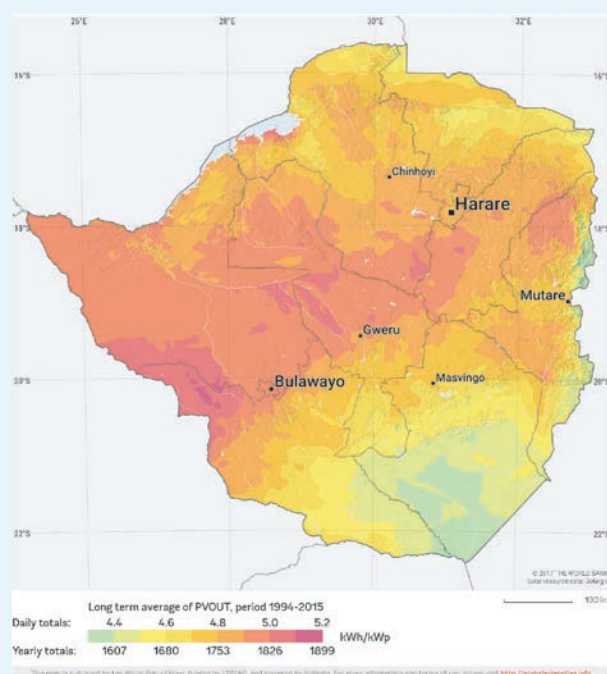 26°E 28°E 30°E 32°E
16°S 16°S
Chinhoyi
Harare
18°S 18°S
Mutare
Gweru
Bulawayo
Masvingo
20°S 20°S
22°S 22°S
© 2017 THE WORLD BANK
Long term average of PVOUT, period 1994-2015
Daily totals: 4.4 4.6 4.8 5.0 5.2
kWh/kWp
Yearly totals: 1607 1680 1753 1826 1899